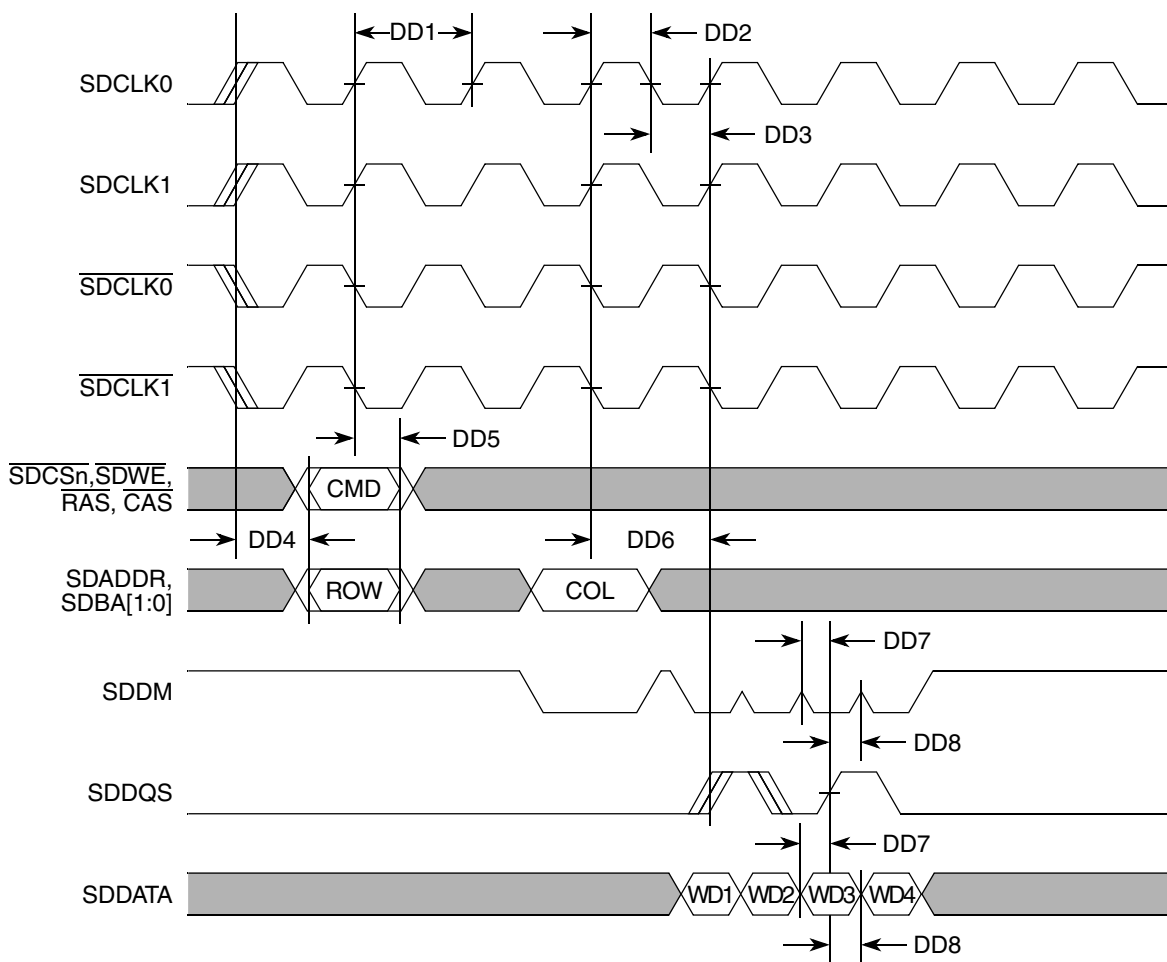 DD1
DD2
SDCLK0
DD3
SDCLK1
SDCLK0
SDCLK1
DD5
SDCSn,SDWE,
RAS, CAS
CMD
DD4
DD6
SDADDR,
SDBA[1:0]
ROW
COL
DD7
SDDM
DD8
SDDQS
DD7
SDDATA
WD1
WD2
WD3
WD4
DD8